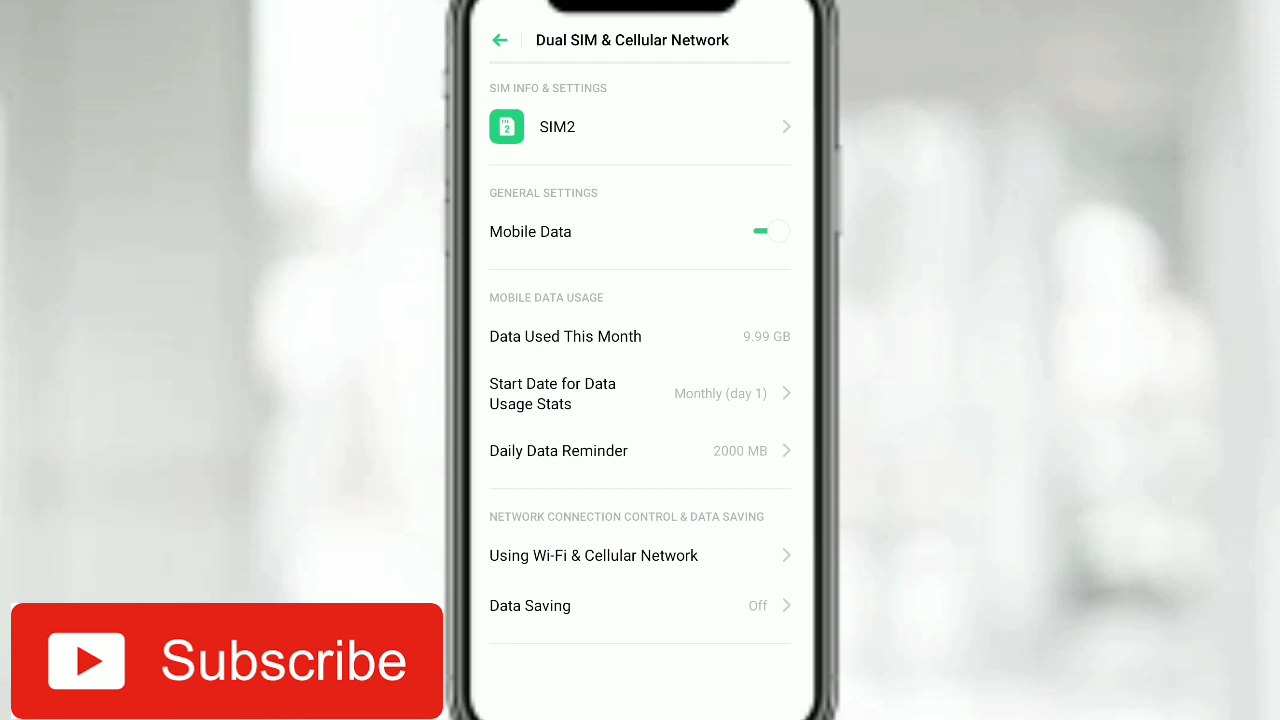 Dual SIM & Cellular Network
SIM INFO & SETTINGS
2
SIM2
GENERAL SETTINGS
Mobile Data
MOBILE DATA USAGE
Data Used This Month 9.99 GB
Start Date for Data
Usage Stats
Monthly (day 1)
Daily Data Reminder 2000 MB
NETWORK CONNECTION CONTROL & DATA SAVING
Using Wi-Fi & Cellular Network
Data Saving Off
Subscribe